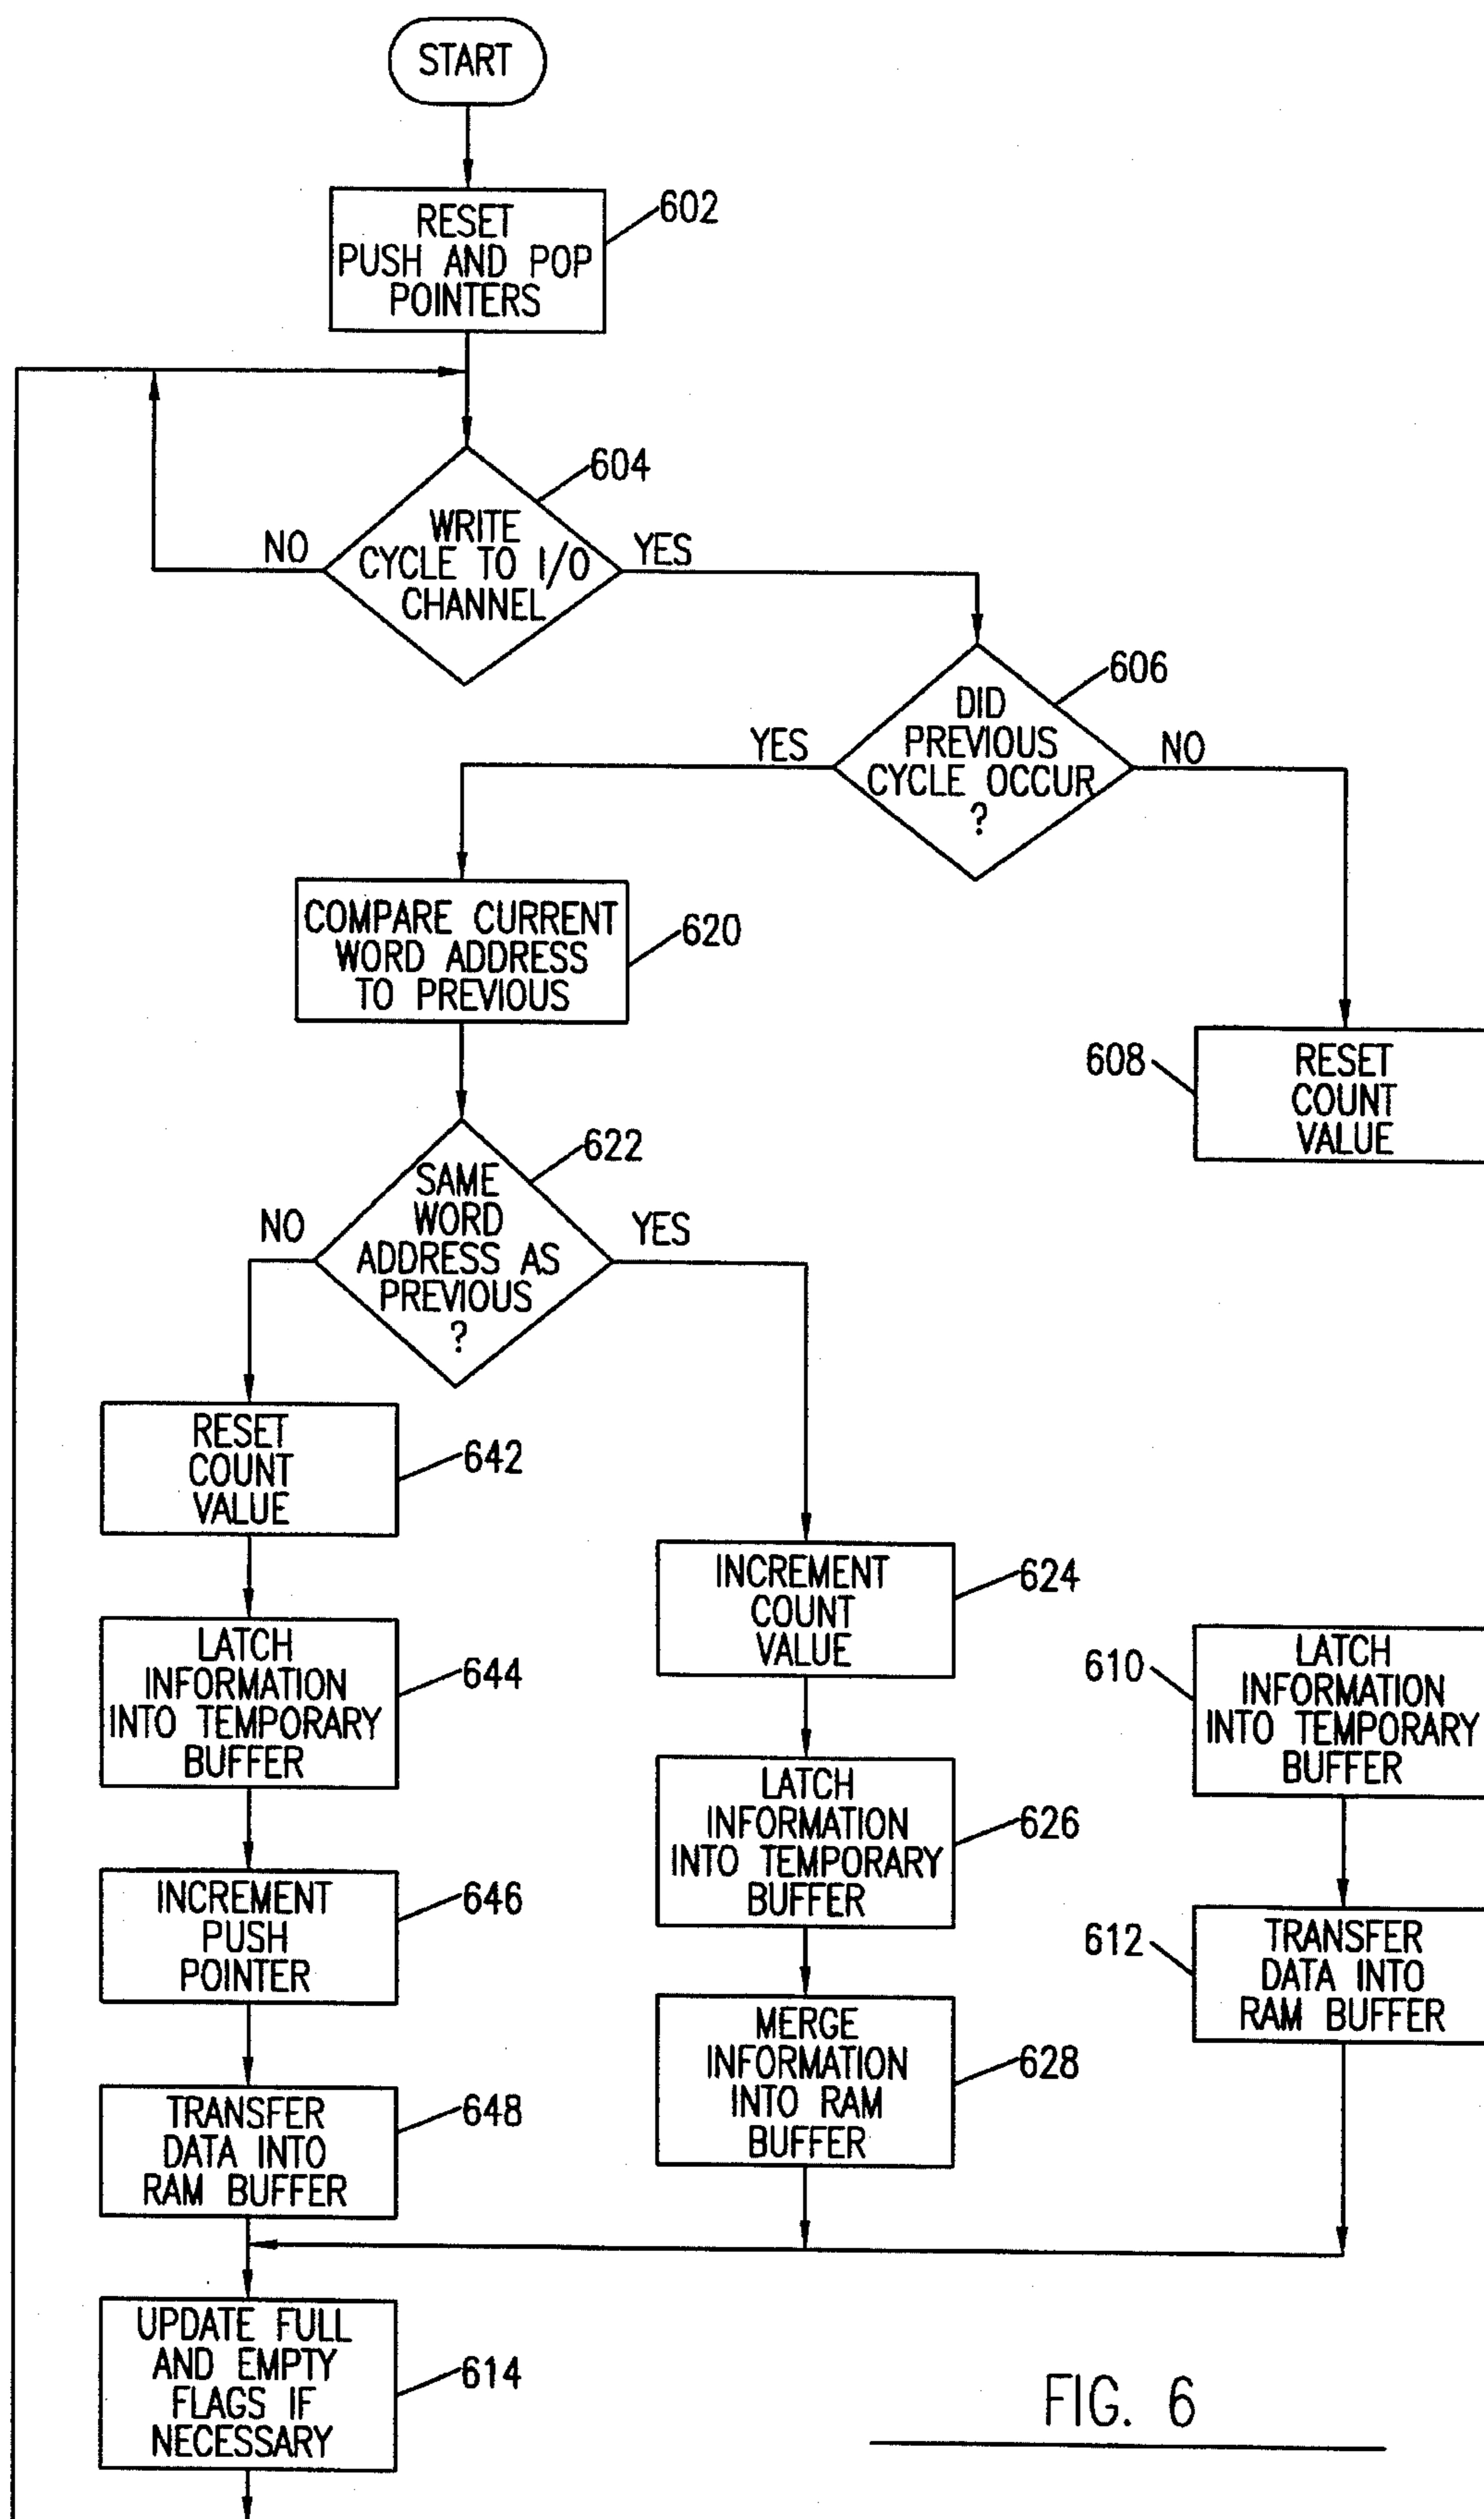 START
RESET
PUSH AND POP
POINTERS
602
WRITE
CYCLE TO I/O
CHANNEL
604
NO
YES
DID
PREVIOUS
CYCLE OCCUR
?
606
YES
NO
COMPARE CURRENT
WORD ADDRESS
TO PREVIOUS
620
608
RESET
COUNT
VALUE
SAME
WORD
ADDRESS AS
PREVIOUS
?
622
NO
YES
RESET
COUNT
VALUE
642
INCREMENT
COUNT
VALUE
624
LATCH
INFORMATION
INTO TEMPORARY
BUFFER
644
LATCH
INFORMATION
INTO TEMPORARY
BUFFER
626
610
LATCH
INFORMATION
INTO TEMPORARY
BUFFER
INCREMENT
PUSH
POINTER
646
MERGE
INFORMATION
INTO RAM
BUFFER
628
612
TRANSFER
DATA INTO
RAM BUFFER
TRANSFER
DATA INTO
RAM BUFFER
648
UPDATE FULL
AND EMPTY
FLAGS IF
NECESSARY
614
FIG. 6